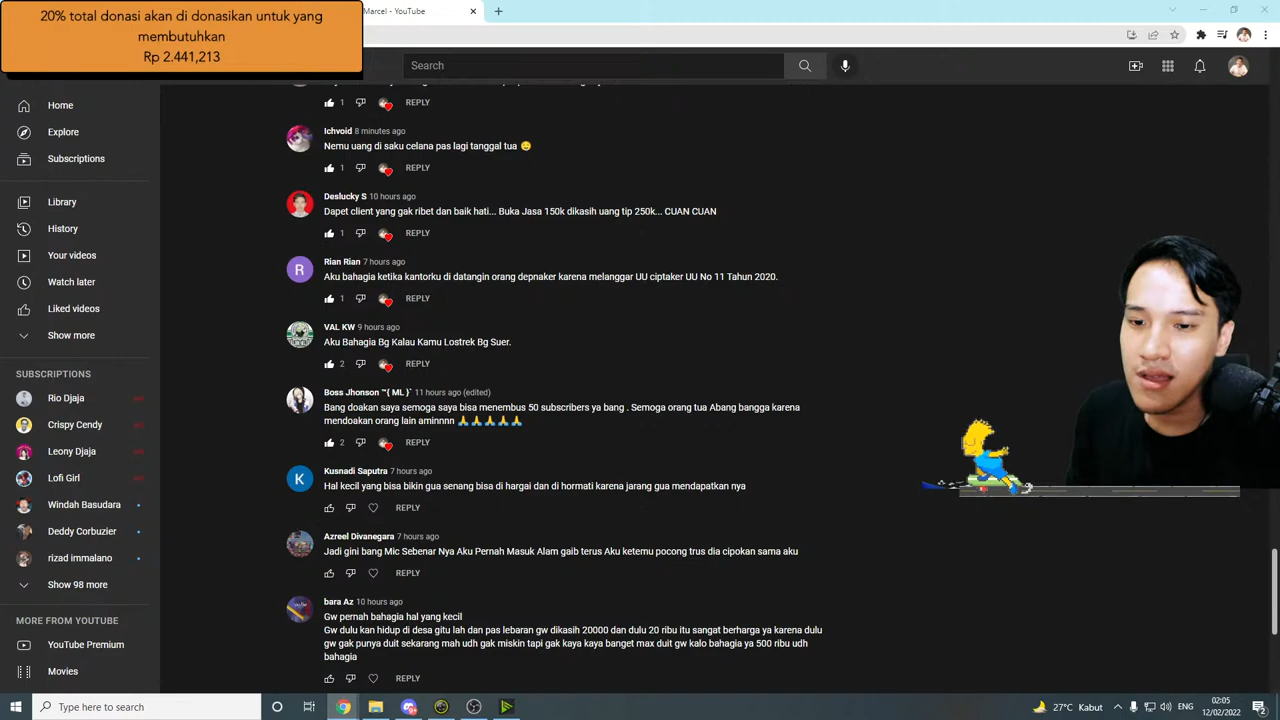 20% total donasi akan di donasikan untuk yang
membutuhkan
Rp 2.441,213
Marcel - YouTube
Search
Home
Explore
Subscriptions
Library
History
Your videos
Watch later
Liked videos
Show more
SUBSCRIPTIONS
Rio Djaja
Crispy Cendy
Leony Djaja
Lofi Girl
Windah Basudara
Deddy Corbuzier
rizad immalano
Show 98 more
MORE FROM YOUTUBE
YouTube Premium
Movies
1 REPLY
Ichvoid 8 minutes ago
Nemu uang di saku celana pas lagi tanggal tua
1 REPLY
Deslucky S 10 hours ago
Dapet client yang gak ribet dan baik hati... Buka Jasa 150k dikasih uang tip 250k... CUAN CUAN
1 REPLY
R
Rian Rian 7 hours ago
Aku bahagia ketika kantorku di datangin orang depnaker karena melanggar UU ciptaker UU No 11 Tahun 2020.
1 REPLY
VAL KW 9 hours ago
Aku Bahagia Bg Kalau Kamu Lostrek Bg Suer.
2 REPLY
Boss Jhonson ™{ ML }` 11 hours ago (edited)
Bang doakan saya semoga saya bisa menembus 50 subscribers ya bang . Semoga orang tua Abang bangga karena
mendoakan orang lain aminnnn 🙏🙏🙏🙏🙏
2 REPLY
K
Kusnadi Saputra 7 hours ago
Hal kecil yang bisa bikin gua senang bisa di hargai dan di hormati karena jarang gua mendapatkan nya
REPLY
Azreel Divanegara 7 hours ago
Jadi gini bang Mic Sebenar Nya Aku Pernah Masuk Alam gaib terus Aku ketemu pocong trus dia cipokan sama aku
REPLY
bara Az 10 hours ago
Gw pernah bahagia hal yang kecil
Gw dulu kan hidup di desa gitu lah dan pas lebaran gw dikasih 20000 dan dulu 20 ribu itu sangat berharga ya karena dulu
gw gak punya duit sekarang mah udh gak miskin tapi gak kaya kaya banget max duit gw kalo bahagia ya 500 ribu udh
bahagia
REPLY
Type here to search
27°C Kabut
ENG
02:05
12/02/2022
2